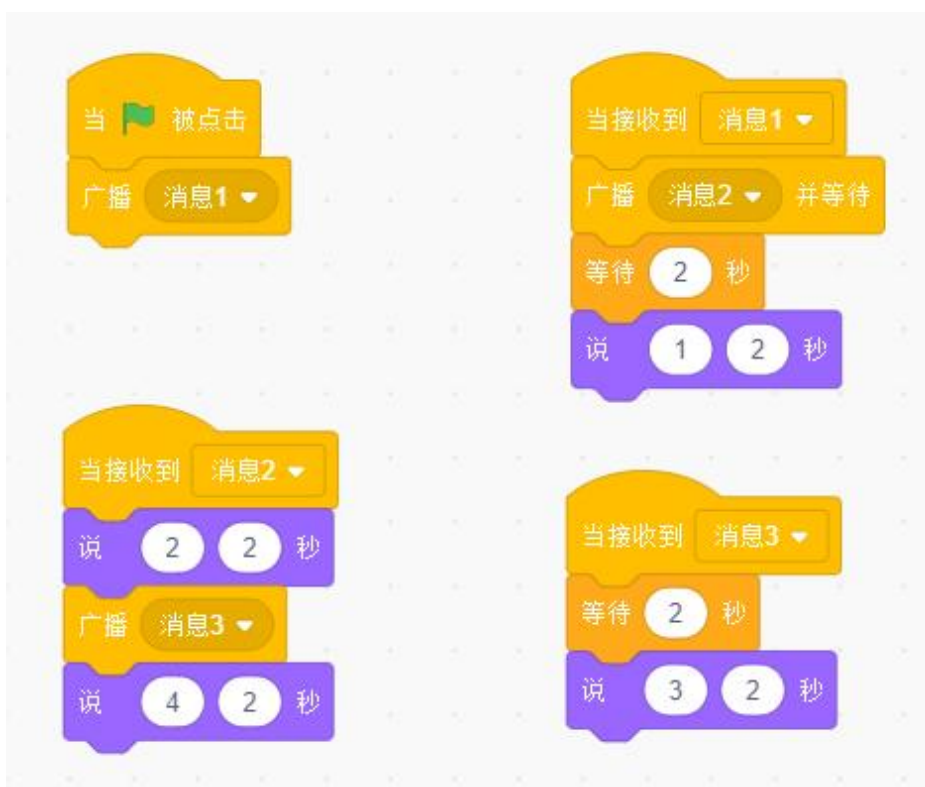 当 被点击
广播 消息1
当接收到 消息1
广播 消息2 并等待
等待 2 秒
说 1 2 秒
当接收到 消息2
说 2 2 秒
广播 消息3
说 4 2 秒
当接收到 消息3
等待 2 秒
说 3 2 秒